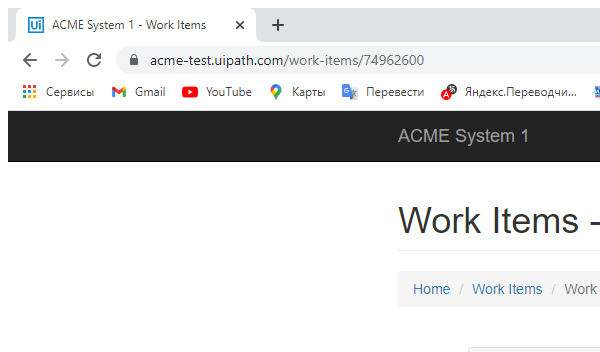 Ui ACME System 1 - Work Items
acme-test.uipath.com/work-items/74962600
Сервисы Gmail YouTube Карты Перевести Яндекс.Переводчи...
ACME System 1
Work Items -
Home / Work Items / Work